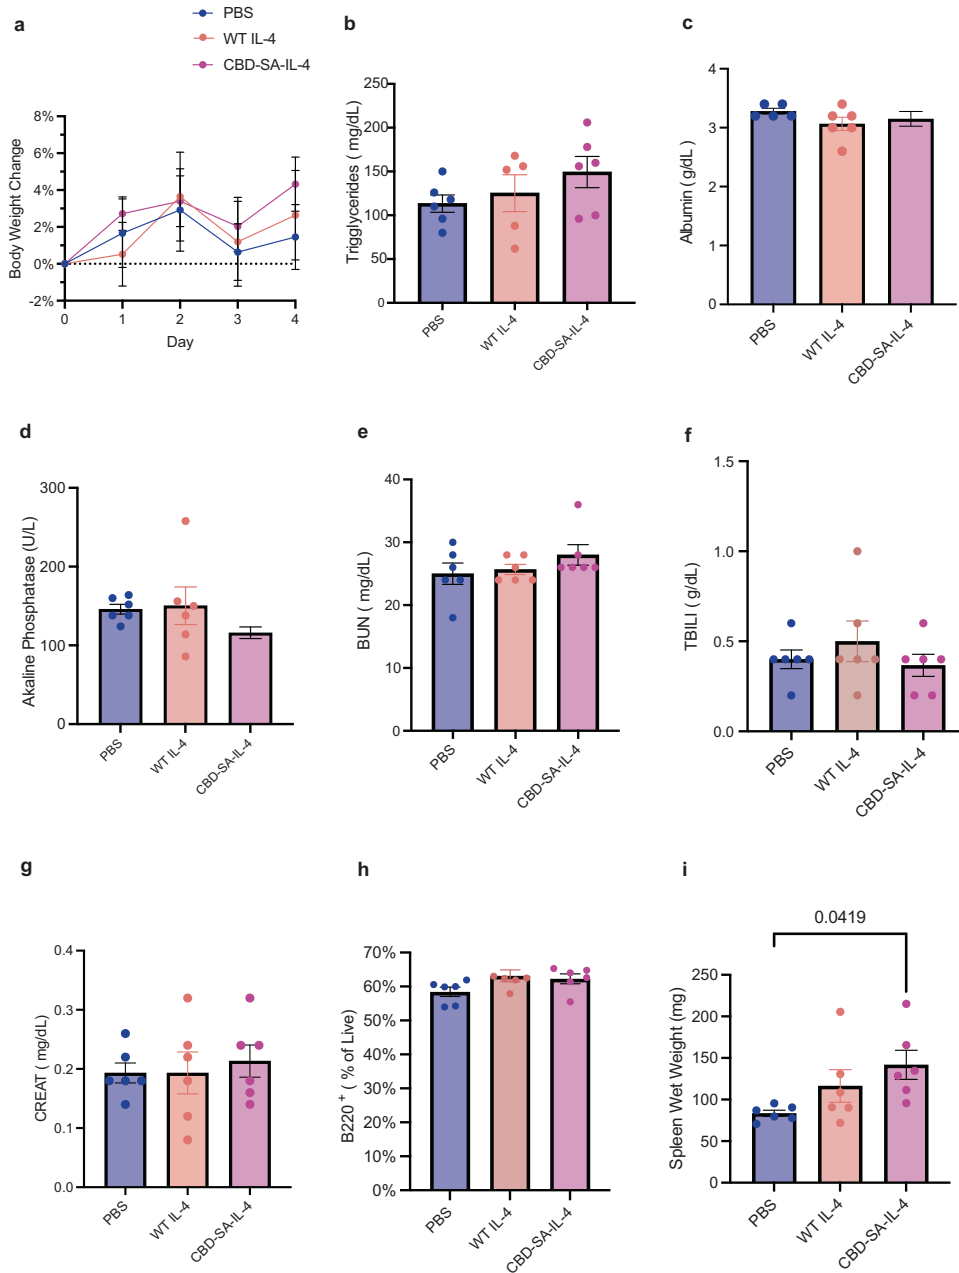 a
PBS
WT IL-4
CBD-SA-IL-4
8%
6%
4%
2%
0%
-2%
Body Weight Change
0
1
2
3
4
Day
b
250
200
150
100
50
0
Trigglycerides ( mg/dL)
PBS
WT IL-4
CBD-SA-IL-4
c
4
3
2
1
0
Albumin ( g/dL )
PBS
WT IL-4
CBD-SA-IL-4
d
300
200
100
0
Akaline Phosphatase (U/L)
PBS
WT IL-4
CBD-SA-IL-4
e
40
30
20
10
0
BUN ( mg/dL)
PBS
WT IL-4
CBD-SA-IL-4
f
1.5
1.0
0.5
0.0
TBILI ( g/dL)
PBS
WT IL-4
CBD-SA-IL-4
g
0.4
0.3
0.2
0.1
0.0
CREAT ( mg/dL)
PBS
WT IL-4
CBD-SA-IL-4
h
70%
60%
50%
40%
30%
20%
10%
0%
B220⁺ ( % of Live)
PBS
WT IL-4
CBD-SA-IL-4
i
0.0419
250
200
150
100
50
0
Spleen Wet Weight (mg)
PBS
WT IL-4
CBD-SA-IL-4